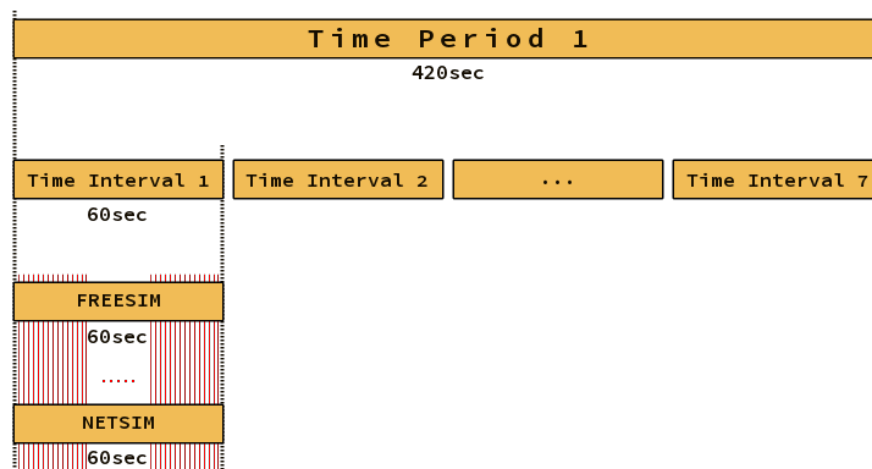 Time Period 1
420sec
Time Interval 1 Time Interval 2 ... Time Interval 7
60sec
FREESIM
60sec
.....
NETSIM
60sec